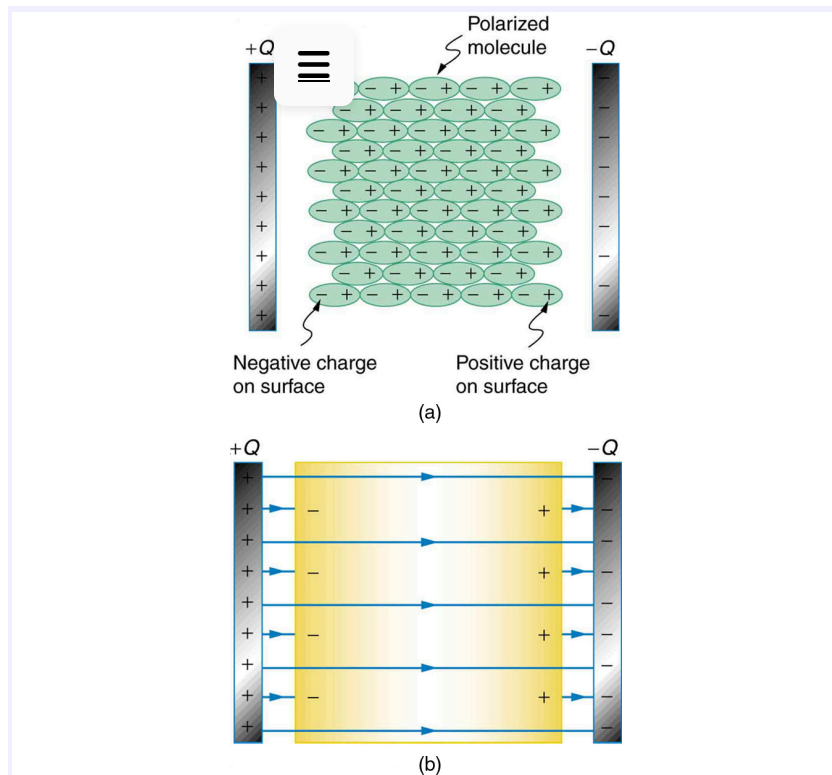 Polarized
molecule
+Q
−Q
Negative charge
on surface
Positive charge
on surface
(a)
+Q
−Q
(b)